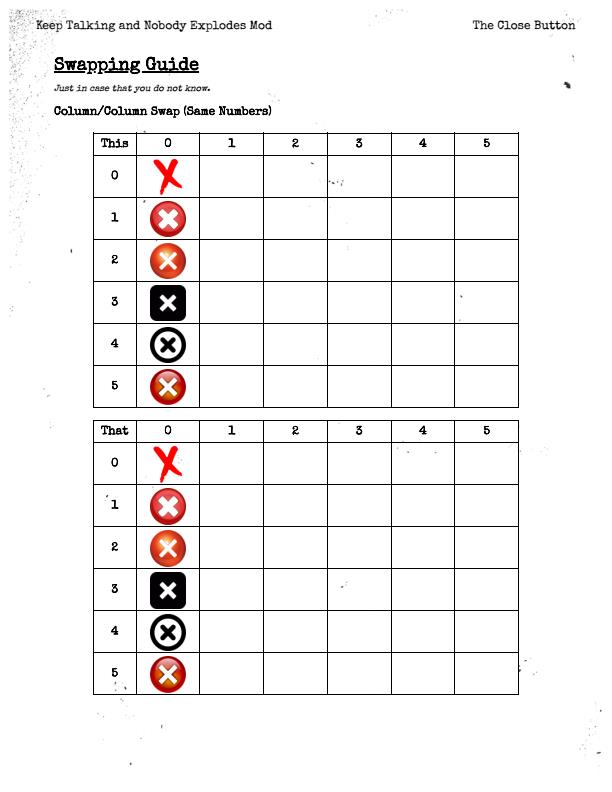 Keep Talking and Nobody Explodes Mod The Close Button
Swapping Guide
Just in case that you do not know.
Column/Column Swap (Same Numbers)
This 0 1 2 3 4 5
0
1
2
3
4
5
That 0 1 2 3 4 5
0
1
2
3
4
5